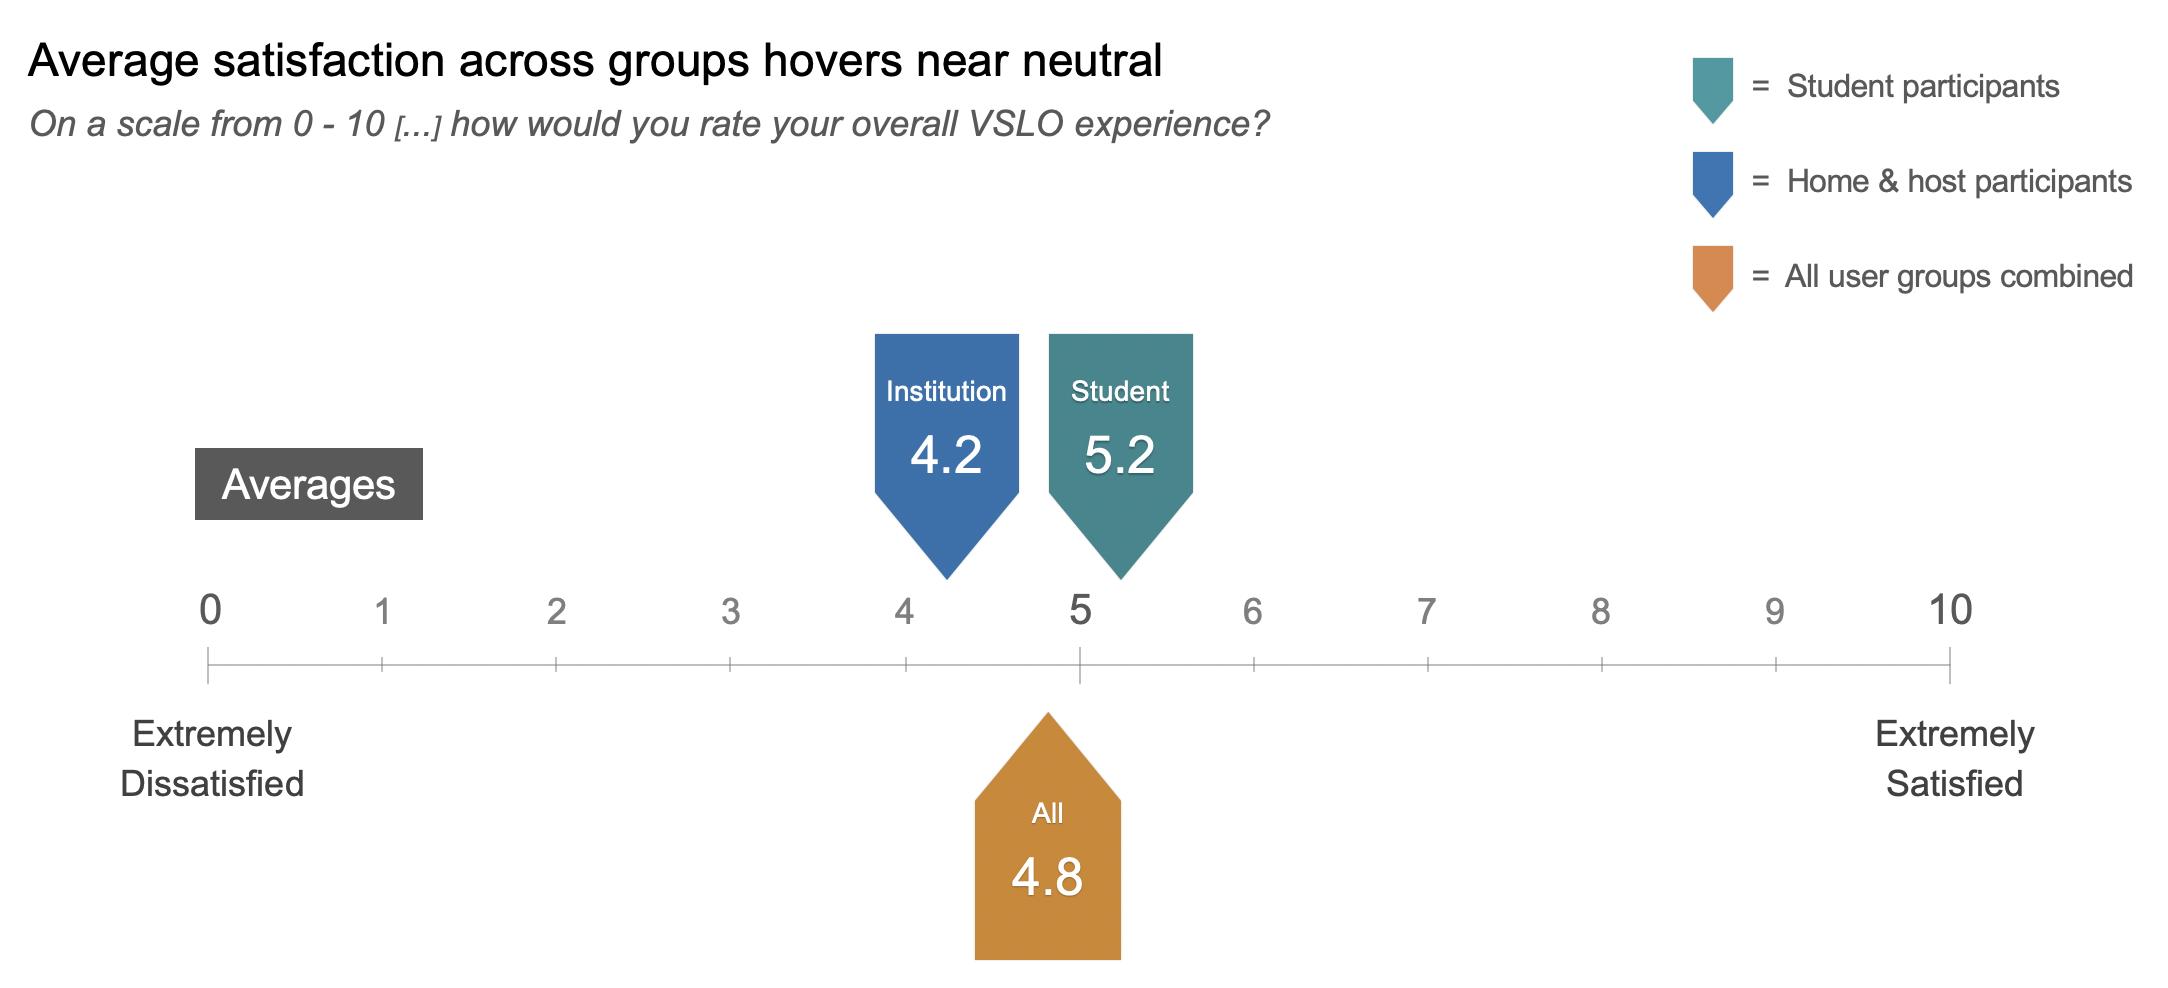 Average satisfaction across groups hovers near neutral
On a scale from 0 - 10 [...] how would you rate your overall VSLO experience?
= Student participants
= Home & host participants
= All user groups combined
Institution
4.2
Student
5.2
Averages
0 1 2 3 4 5 6 7 8 9 10
Extremely
Dissatisfied
Extremely
Satisfied
All
4.8